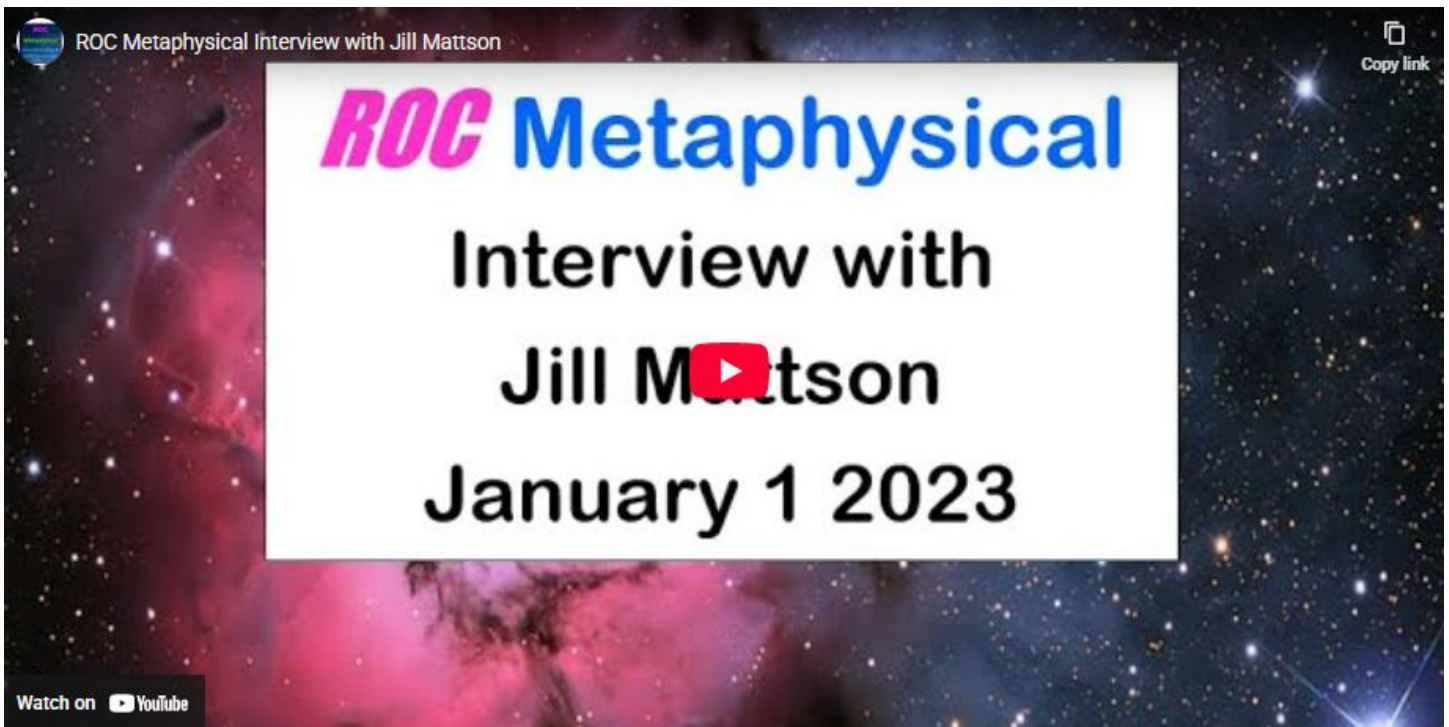 ROC Metaphysical Interview with Jill Mattson
Copy link
ROC Metaphysical
Interview with
Jill Mattson
January 1 2023
Watch on YouTube